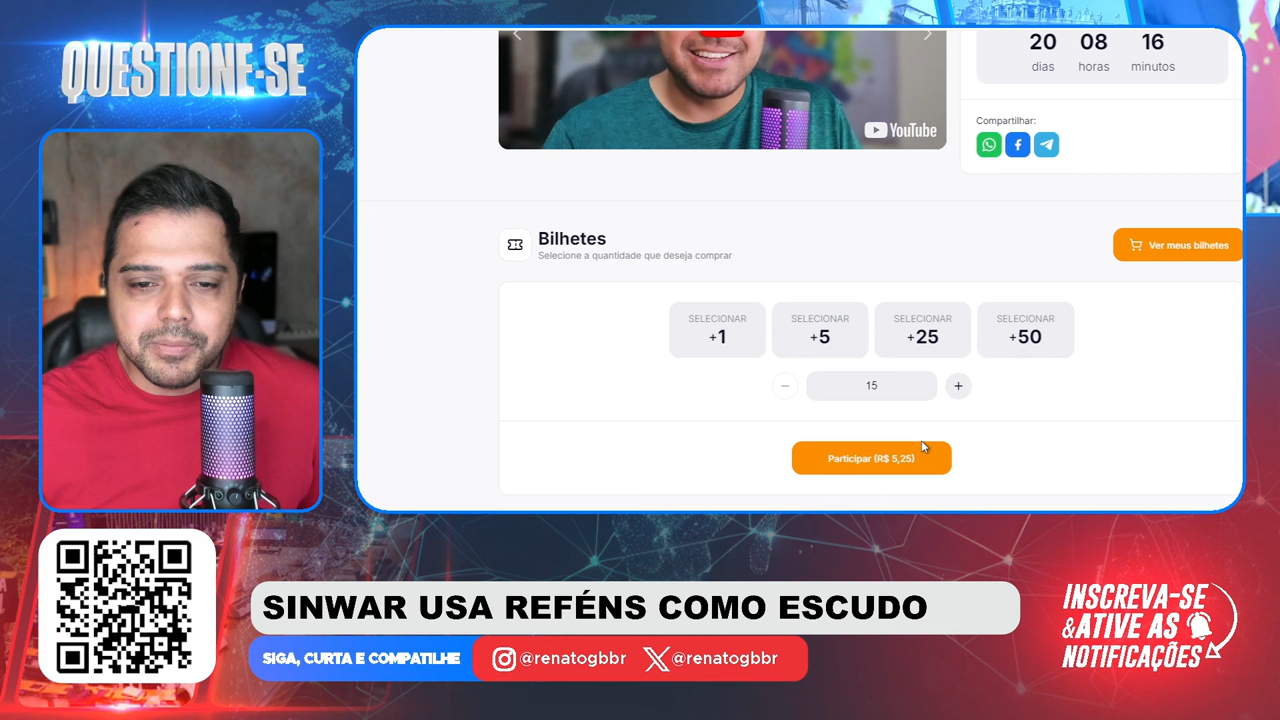 QUESTIONE-SE
20 08 16
dias horas minutos
Compartilhar:
YouTube
Bilhetes
Selecione a quantidade que deseja comprar
Ver meus bilhetes
SELECIONAR SELECIONAR SELECIONAR SELECIONAR
+1 +5 +25 +50
− 15 +
Participar (R$ 5,25)
SINWAR USA REFÉNS COMO ESCUDO
SIGA, CURTA E COMPATILHE @renatogbbr @renatogbbr
INSCREVA-SE
&ATIVE AS
NOTIFICAÇÕES